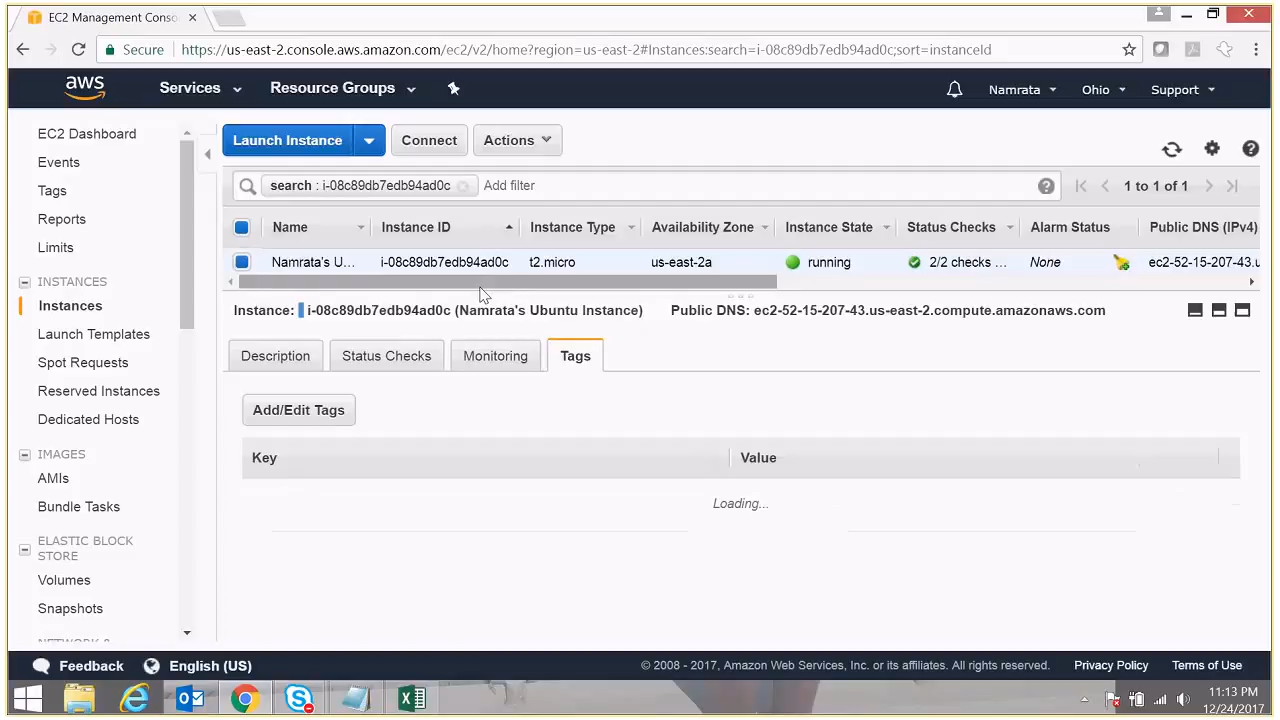 EC2 Management Conso
Secure https://us-east-2.console.aws.amazon.com/ec2/v2/home?region=us-east-2#Instances:search=i-08c89db7edb94ad0c;sort=instanceId
aws Services Resource Groups Namrata Ohio Support
EC2 Dashboard
Events
Tags
Reports
Limits
INSTANCES
Instances
Launch Templates
Spot Requests
Reserved Instances
Dedicated Hosts
IMAGES
AMIs
Bundle Tasks
ELASTIC BLOCK
STORE
Volumes
Snapshots
Launch Instance Connect Actions
search : i-08c89db7edb94ad0c Add filter 1 to 1 of 1
Name Instance ID Instance Type Availability Zone Instance State Status Checks Alarm Status Public DNS (IPv4)
Namrata's U... i-08c89db7edb94ad0c t2.micro us-east-2a running 2/2 checks ... None ec2-52-15-207-43.u
Instance: i-08c89db7edb94ad0c (Namrata's Ubuntu Instance) Public DNS: ec2-52-15-207-43.us-east-2.compute.amazonaws.com
Description Status Checks Monitoring Tags
Add/Edit Tags
Key Value
Loading...
Feedback English (US) © 2008 - 2017, Amazon Web Services, Inc. or its affiliates. All rights reserved. Privacy Policy Terms of Use
11:13 PM
12/24/2017